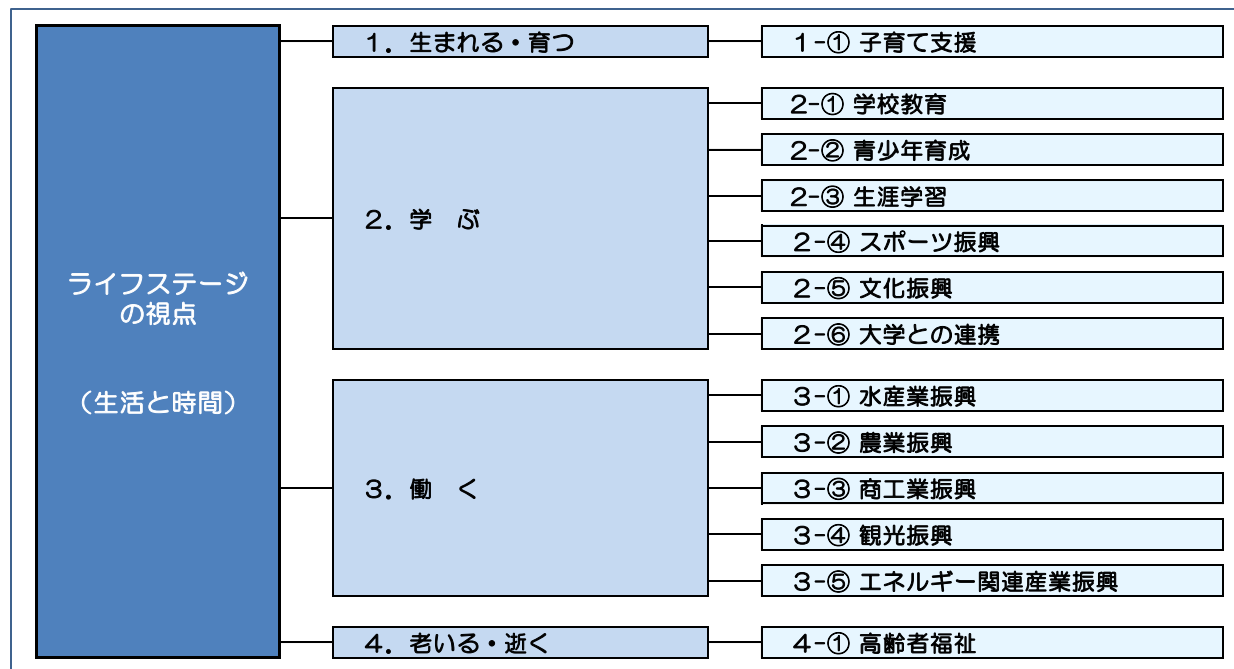 ライフステージ
の視点
（生活と時間）
１．生まれる・育つ
１-① 子育て支援
２．学　ぶ
２-① 学校教育
２-② 青少年育成
２-③ 生涯学習
２-④ スポーツ振興
２-⑤ 文化振興
２-⑥ 大学との連携
３．働　く
３-① 水産業振興
３-② 農業振興
３-③ 商工業振興
３-④ 観光振興
３-⑤ エネルギー関連産業振興
４．老いる・逝く
４-① 高齢者福祉